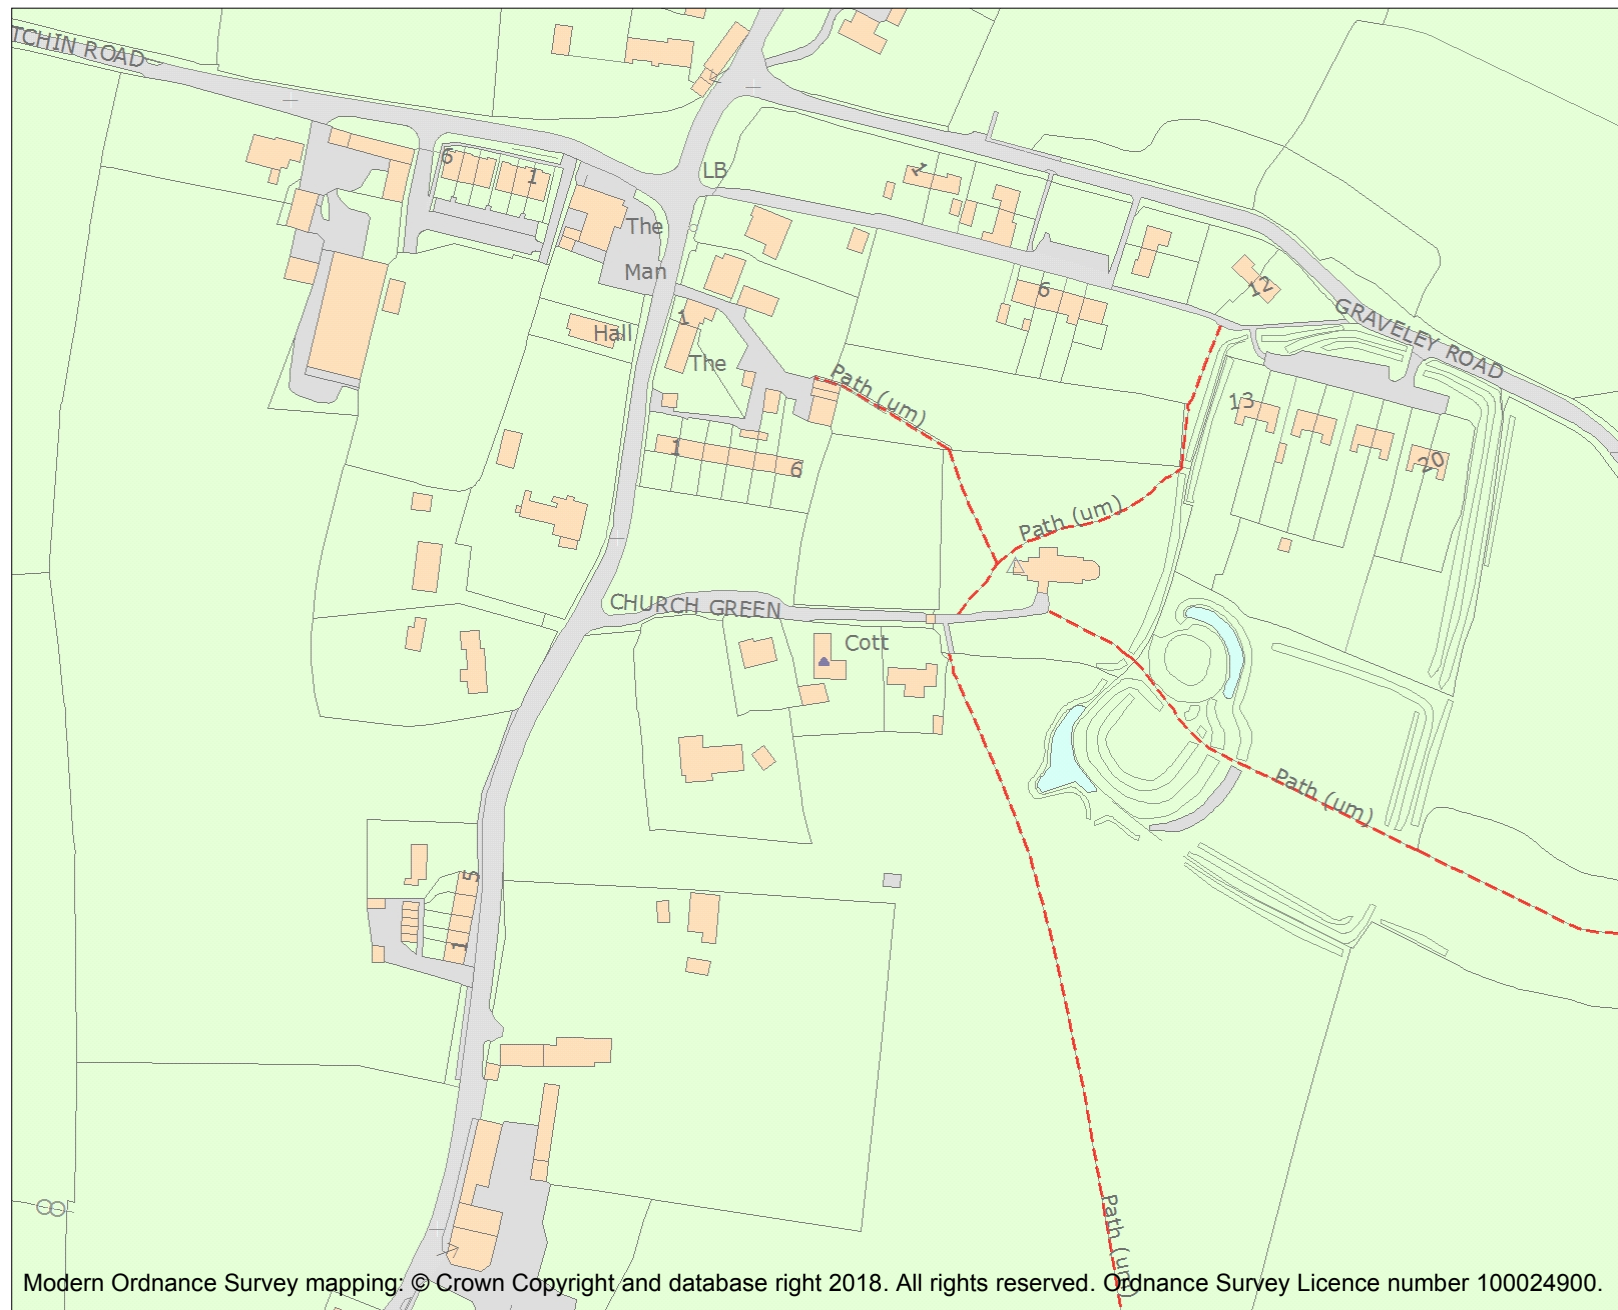 TCHIN ROAD
6
1
LB
The
Man
1
Hall
The
1
6
Path (um)
1
6
12
GRAVELEY ROAD
13
20
Path (um)
CHURCH GREEN
Cott
Path (um)
5
1
8
Path (um)
Modern Ordnance Survey mapping: © Crown Copyright and database right 2018. All rights reserved. Ordnance Survey Licence number 100024900.